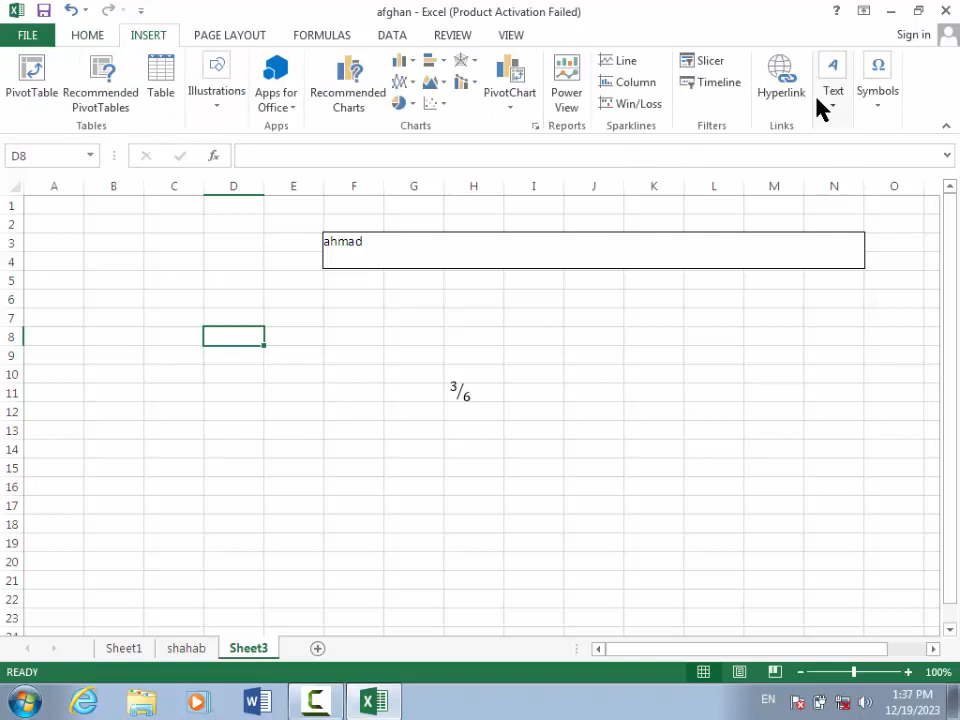 afghan - Excel (Product Activation Failed)
FILE HOME INSERT PAGE LAYOUT FORMULAS DATA REVIEW VIEW Sign in
PivotTable Recommended PivotTables Table Illustrations Apps for Office Recommended Charts PivotChart Power View Line Column Win/Loss Slicer Timeline Hyperlink Text Symbols
Tables Apps Charts Reports Sparklines Filters Links
D8 fx
A B C D E F G H I J K L M N O
1
2
3 ahmad
4
5
6
7
8
9
10
11 3/6
12
13
14
15
16
17
18
19
20
21
22
23
Sheet1 shahab Sheet3
READY 100%
EN 1:37 PM
12/19/2023